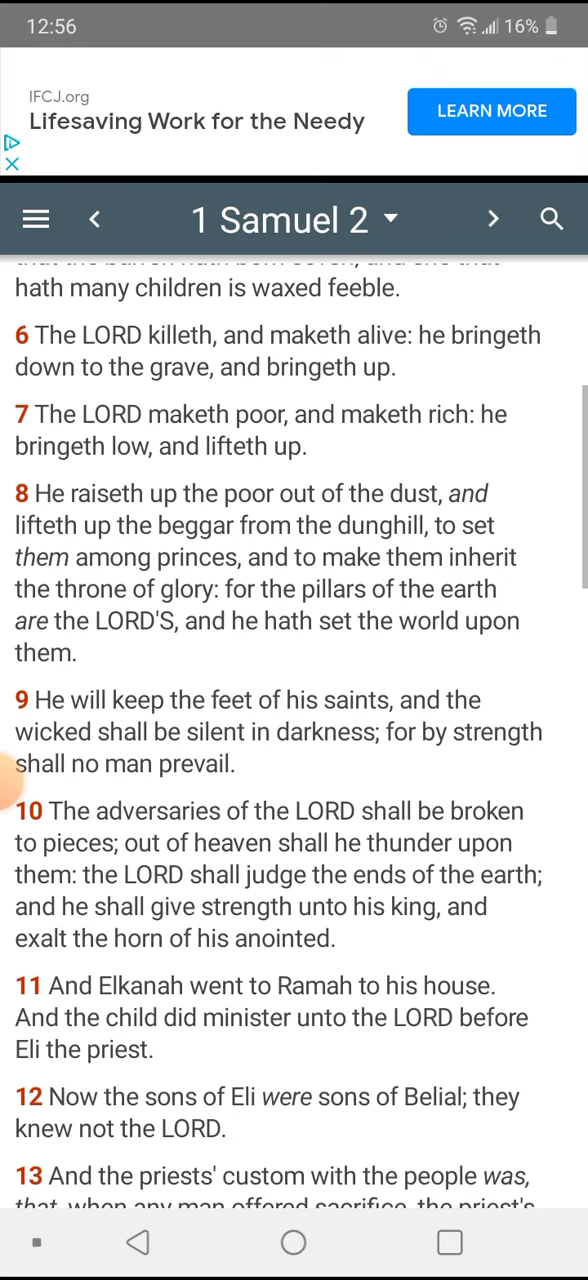 12:56
16%
IFCJ.org
Lifesaving Work for the Needy
LEARN MORE
1 Samuel 2
hath many children is waxed feeble.
6 The LORD killeth, and maketh alive: he bringeth
down to the grave, and bringeth up.
7 The LORD maketh poor, and maketh rich: he
bringeth low, and lifteth up.
8 He raiseth up the poor out of the dust, and
lifteth up the beggar from the dunghill, to set
them among princes, and to make them inherit
the throne of glory: for the pillars of the earth
are the LORD'S, and he hath set the world upon
them.
9 He will keep the feet of his saints, and the
wicked shall be silent in darkness; for by strength
shall no man prevail.
10 The adversaries of the LORD shall be broken
to pieces; out of heaven shall he thunder upon
them: the LORD shall judge the ends of the earth;
and he shall give strength unto his king, and
exalt the horn of his anointed.
11 And Elkanah went to Ramah to his house.
And the child did minister unto the LORD before
Eli the priest.
12 Now the sons of Eli were sons of Belial; they
knew not the LORD.
13 And the priests' custom with the people was,
that, when any man offered sacrifice, the priest's